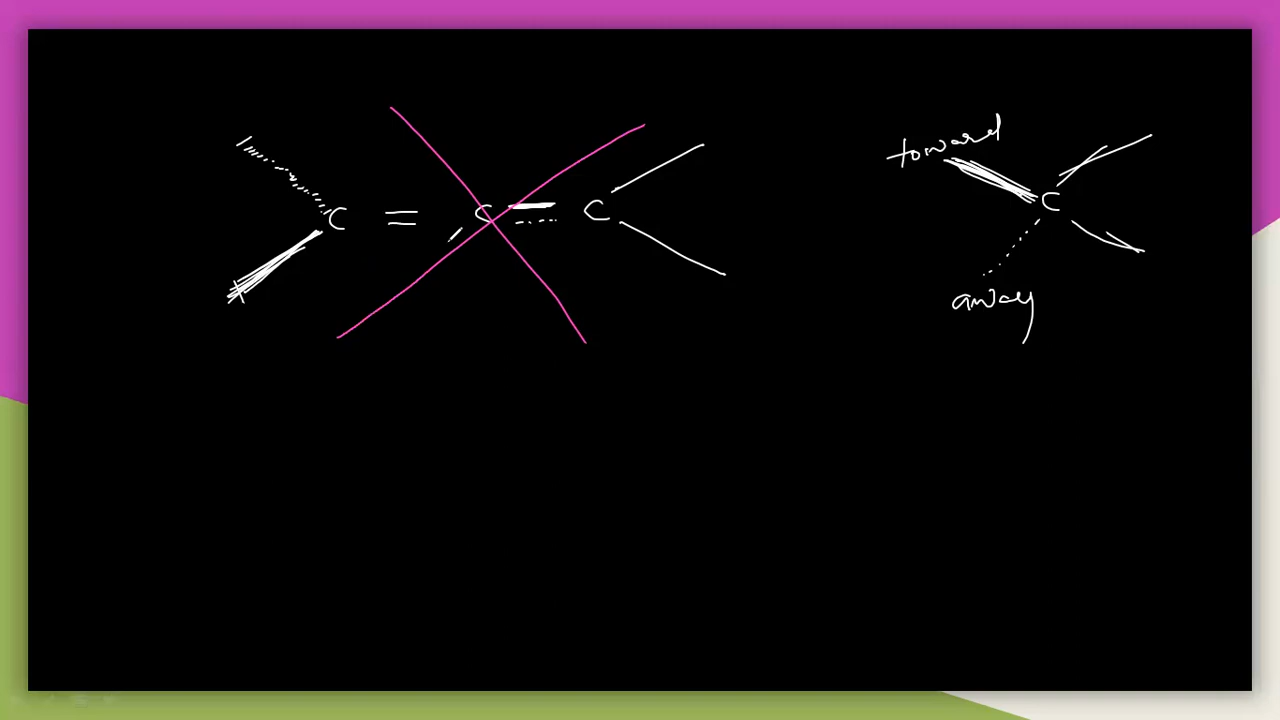 C = C = C
toward
C
away